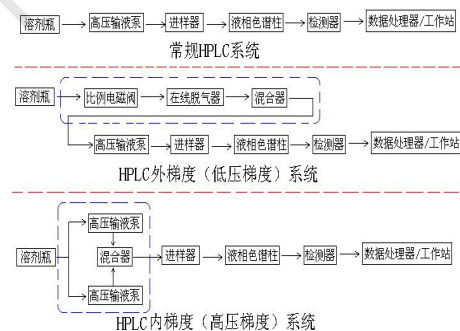 溶剂瓶 高压输液泵 进样器 液相色谱柱 检测器 数据处理器/工作站
常规HPLC系统
溶剂瓶 比例电磁阀 在线脱气器 混合器
高压输液泵 进样器 液相色谱柱 检测器 数据处理器/工作站
HPLC外梯度（低压梯度）系统
高压输液泵
溶剂瓶 混合器 进样器 液相色谱柱 检测器 数据处理器/工作站
高压输液泵
HPLC内梯度（高压梯度）系统